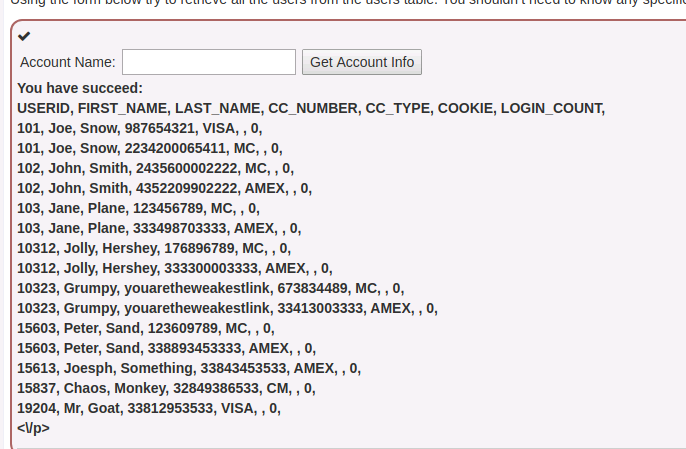 Using the form below try to retrieve all the users from the users table. You shouldn't need to know any specific
Account Name: Get Account Info
You have succeed:
USERID, FIRST_NAME, LAST_NAME, CC_NUMBER, CC_TYPE, COOKIE, LOGIN_COUNT,
101, Joe, Snow, 987654321, VISA, , 0,
101, Joe, Snow, 2234200065411, MC, , 0,
102, John, Smith, 2435600002222, MC, , 0,
102, John, Smith, 4352209902222, AMEX, , 0,
103, Jane, Plane, 123456789, MC, , 0,
103, Jane, Plane, 333498703333, AMEX, , 0,
10312, Jolly, Hershey, 176896789, MC, , 0,
10312, Jolly, Hershey, 333300003333, AMEX, , 0,
10323, Grumpy, youaretheweakestlink, 673834489, MC, , 0,
10323, Grumpy, youaretheweakestlink, 33413003333, AMEX, , 0,
15603, Peter, Sand, 123609789, MC, , 0,
15603, Peter, Sand, 338893453333, AMEX, , 0,
15613, Joesph, Something, 33843453533, AMEX, , 0,
15837, Chaos, Monkey, 32849386533, CM, , 0,
19204, Mr, Goat, 33812953533, VISA, , 0,
<\/p>